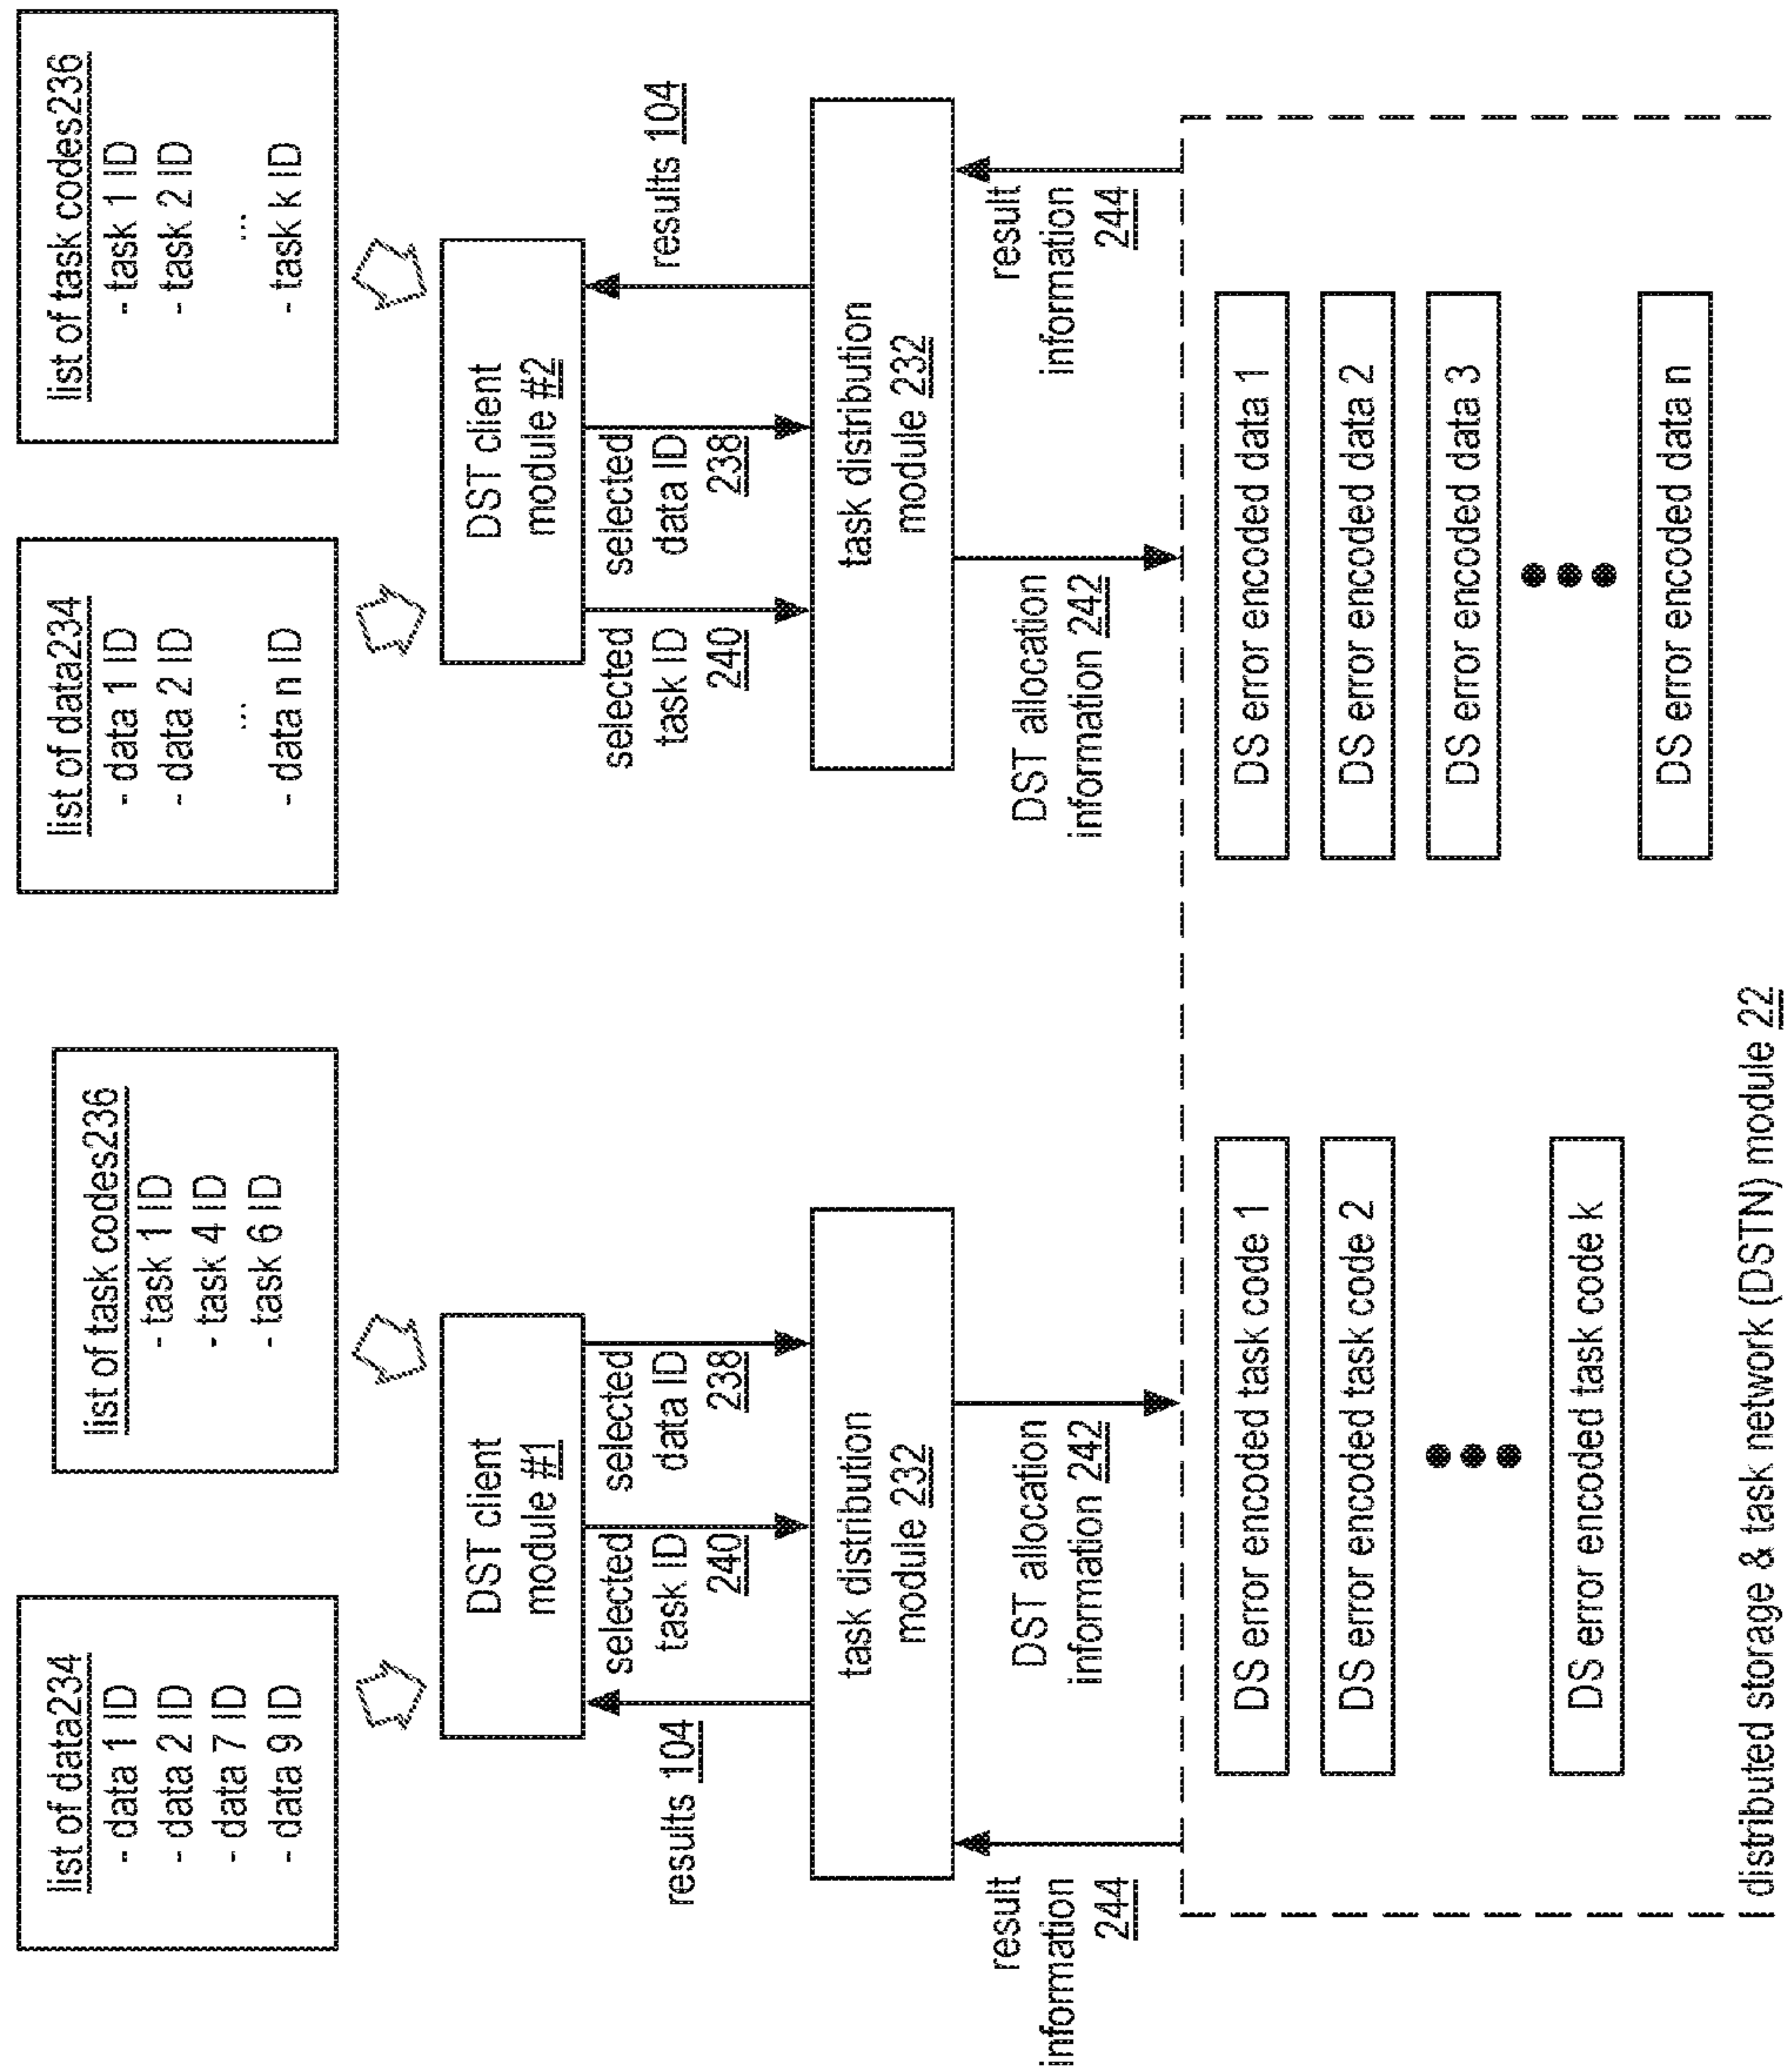 list of data234
- data 1 ID
- data 2 ID
- data 7 ID
- data 9 ID
list of task codes236
- task 1 ID
- task 4 ID
- task 6 ID
list of data234
- data 1 ID
- data 2 ID
...
- data n ID
list of task codes236
- task 1 ID
- task 2 ID
...
- task k ID
DST client
module #1
DST client
module #2
results 104
selected
task ID
240
selected
data ID
238
selected
task ID
240
selected
data ID
238
results 104
task distribution
module 232
task distribution
module 232
result
information
244
DST allocation
information 242
DST allocation
information 242
result
information
244
DS error encoded task code 1
DS error encoded task code 2
DS error encoded task code k
DS error encoded data 1
DS error encoded data 2
DS error encoded data 3
DS error encoded data n
distributed storage & task network (DSTN) module 22